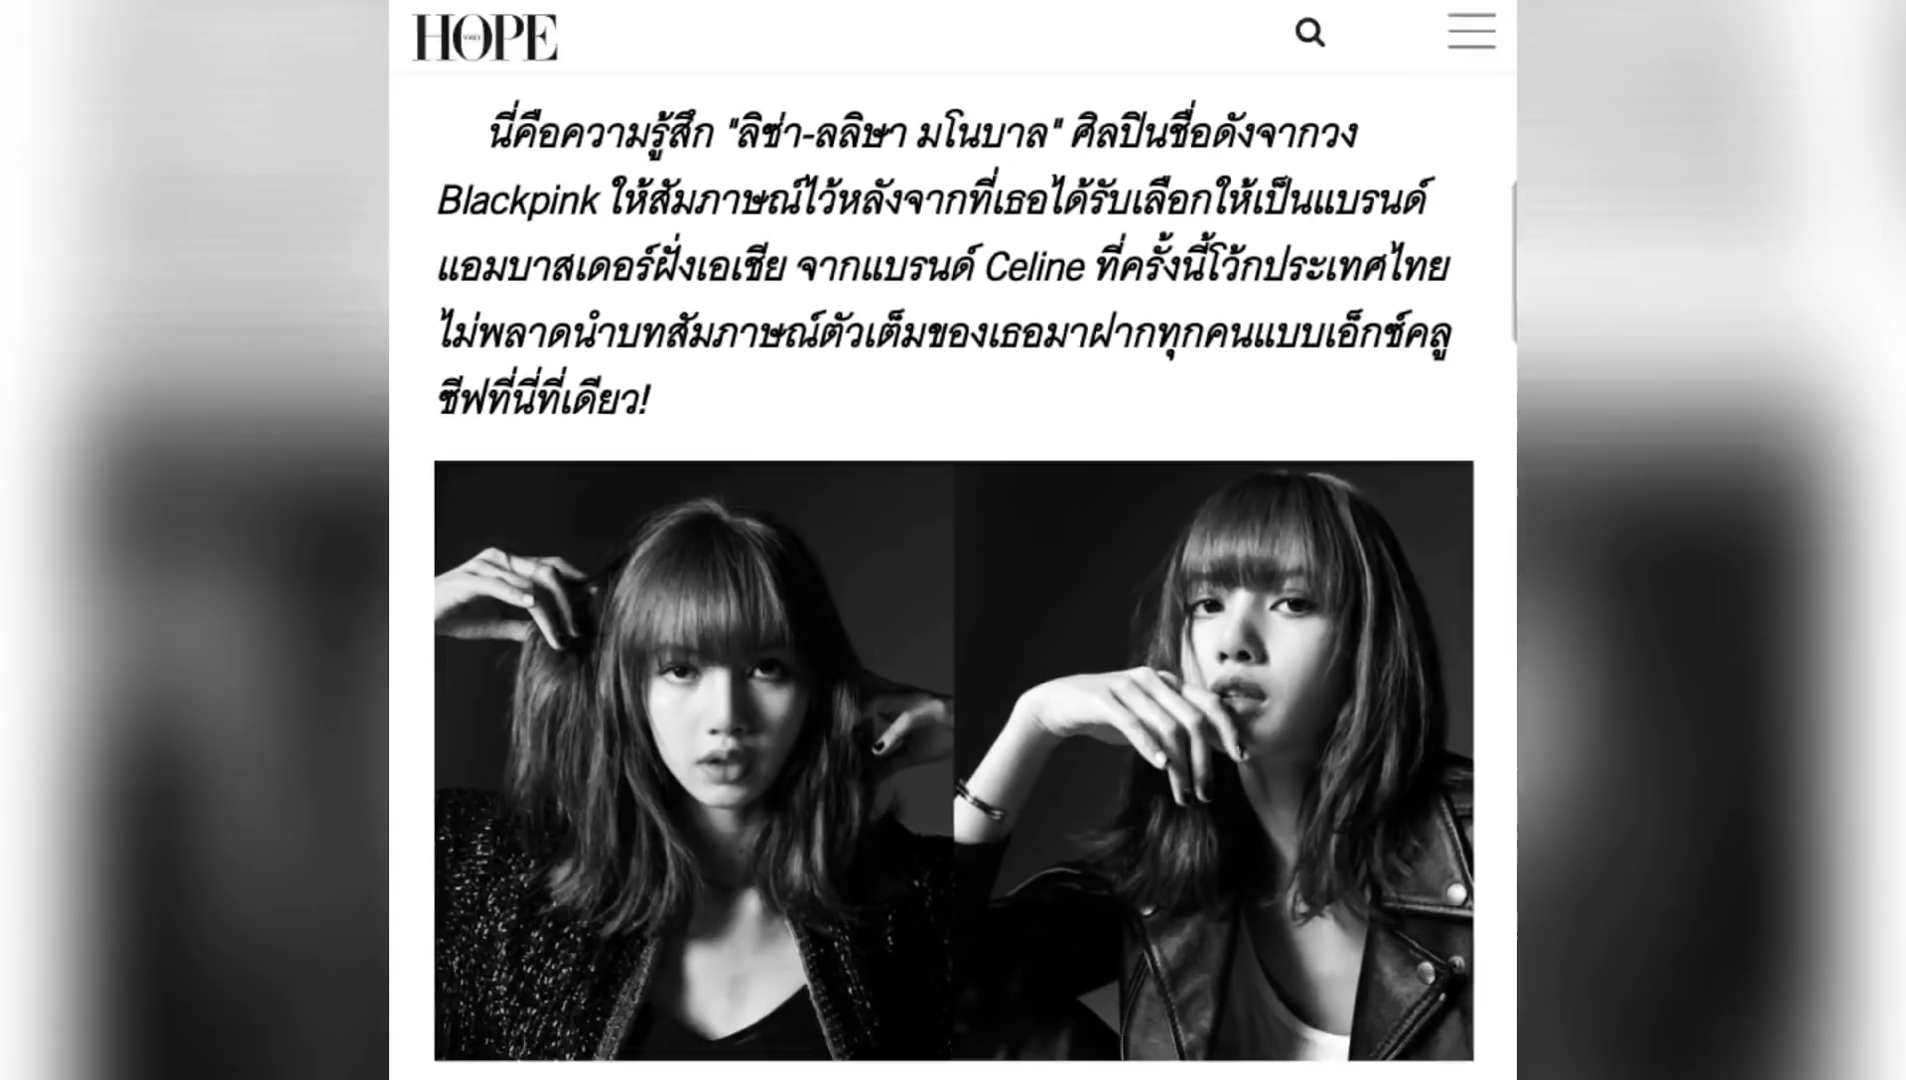 HOPE
VOGUE
นี่คือความรู้สึก "ลิซ่า-ลลิษา มโนบาล" ศิลปินชื่อดังจากวง
Blackpink ให้สัมภาษณ์ไว้หลังจากที่เธอได้รับเลือกให้เป็นแบรนด์
แอมบาสเดอร์ฝั่งเอเชีย จากแบรนด์ Celine ที่ครั้งนี้โว้กประเทศไทย
ไม่พลาดนำบทสัมภาษณ์ตัวเต็มของเธอมาฝากทุกคนแบบเอ็กซ์คลู
ซีฟที่นี่ที่เดียว!